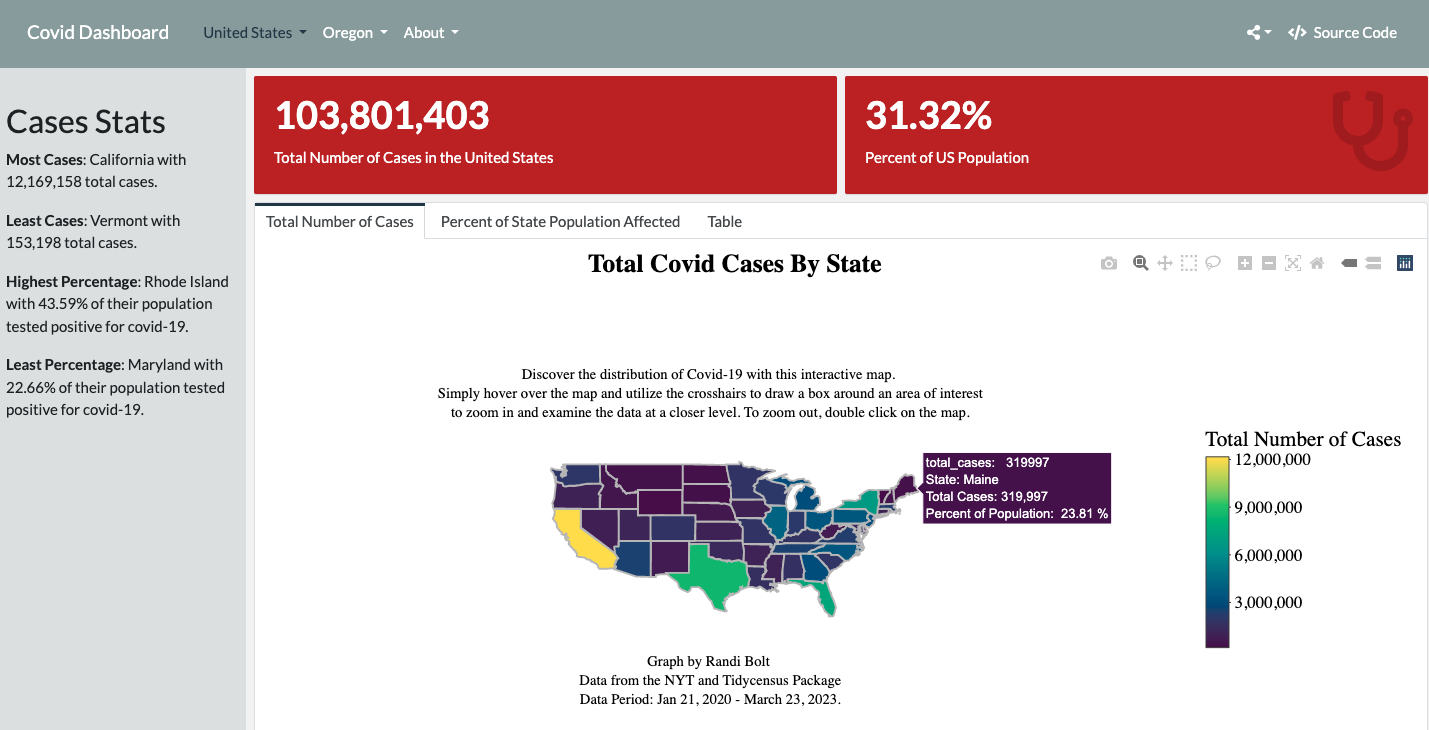 Covid Dashboard
United States
Oregon
About
Source Code
Cases Stats
Most Cases: California with
12,169,158 total cases.
Least Cases: Vermont with
153,198 total cases.
Highest Percentage: Rhode Island
with 43.59% of their population
tested positive for covid-19.
Least Percentage: Maryland with
22.66% of their population tested
positive for covid-19.
103,801,403
Total Number of Cases in the United States
31.32%
Percent of US Population
Total Number of Cases
Percent of State Population Affected
Table
Total Covid Cases By State
Discover the distribution of Covid-19 with this interactive map.
Simply hover over the map and utilize the crosshairs to draw a box around an area of interest
to zoom in and examine the data at a closer level. To zoom out, double click on the map.
total_cases: 319997
State: Maine
Total Cases: 319,997
Percent of Population: 23.81 %
Total Number of Cases
12,000,000
9,000,000
6,000,000
3,000,000
Graph by Randi Bolt
Data from the NYT and Tidycensus Package
Data Period: Jan 21, 2020 - March 23, 2023.